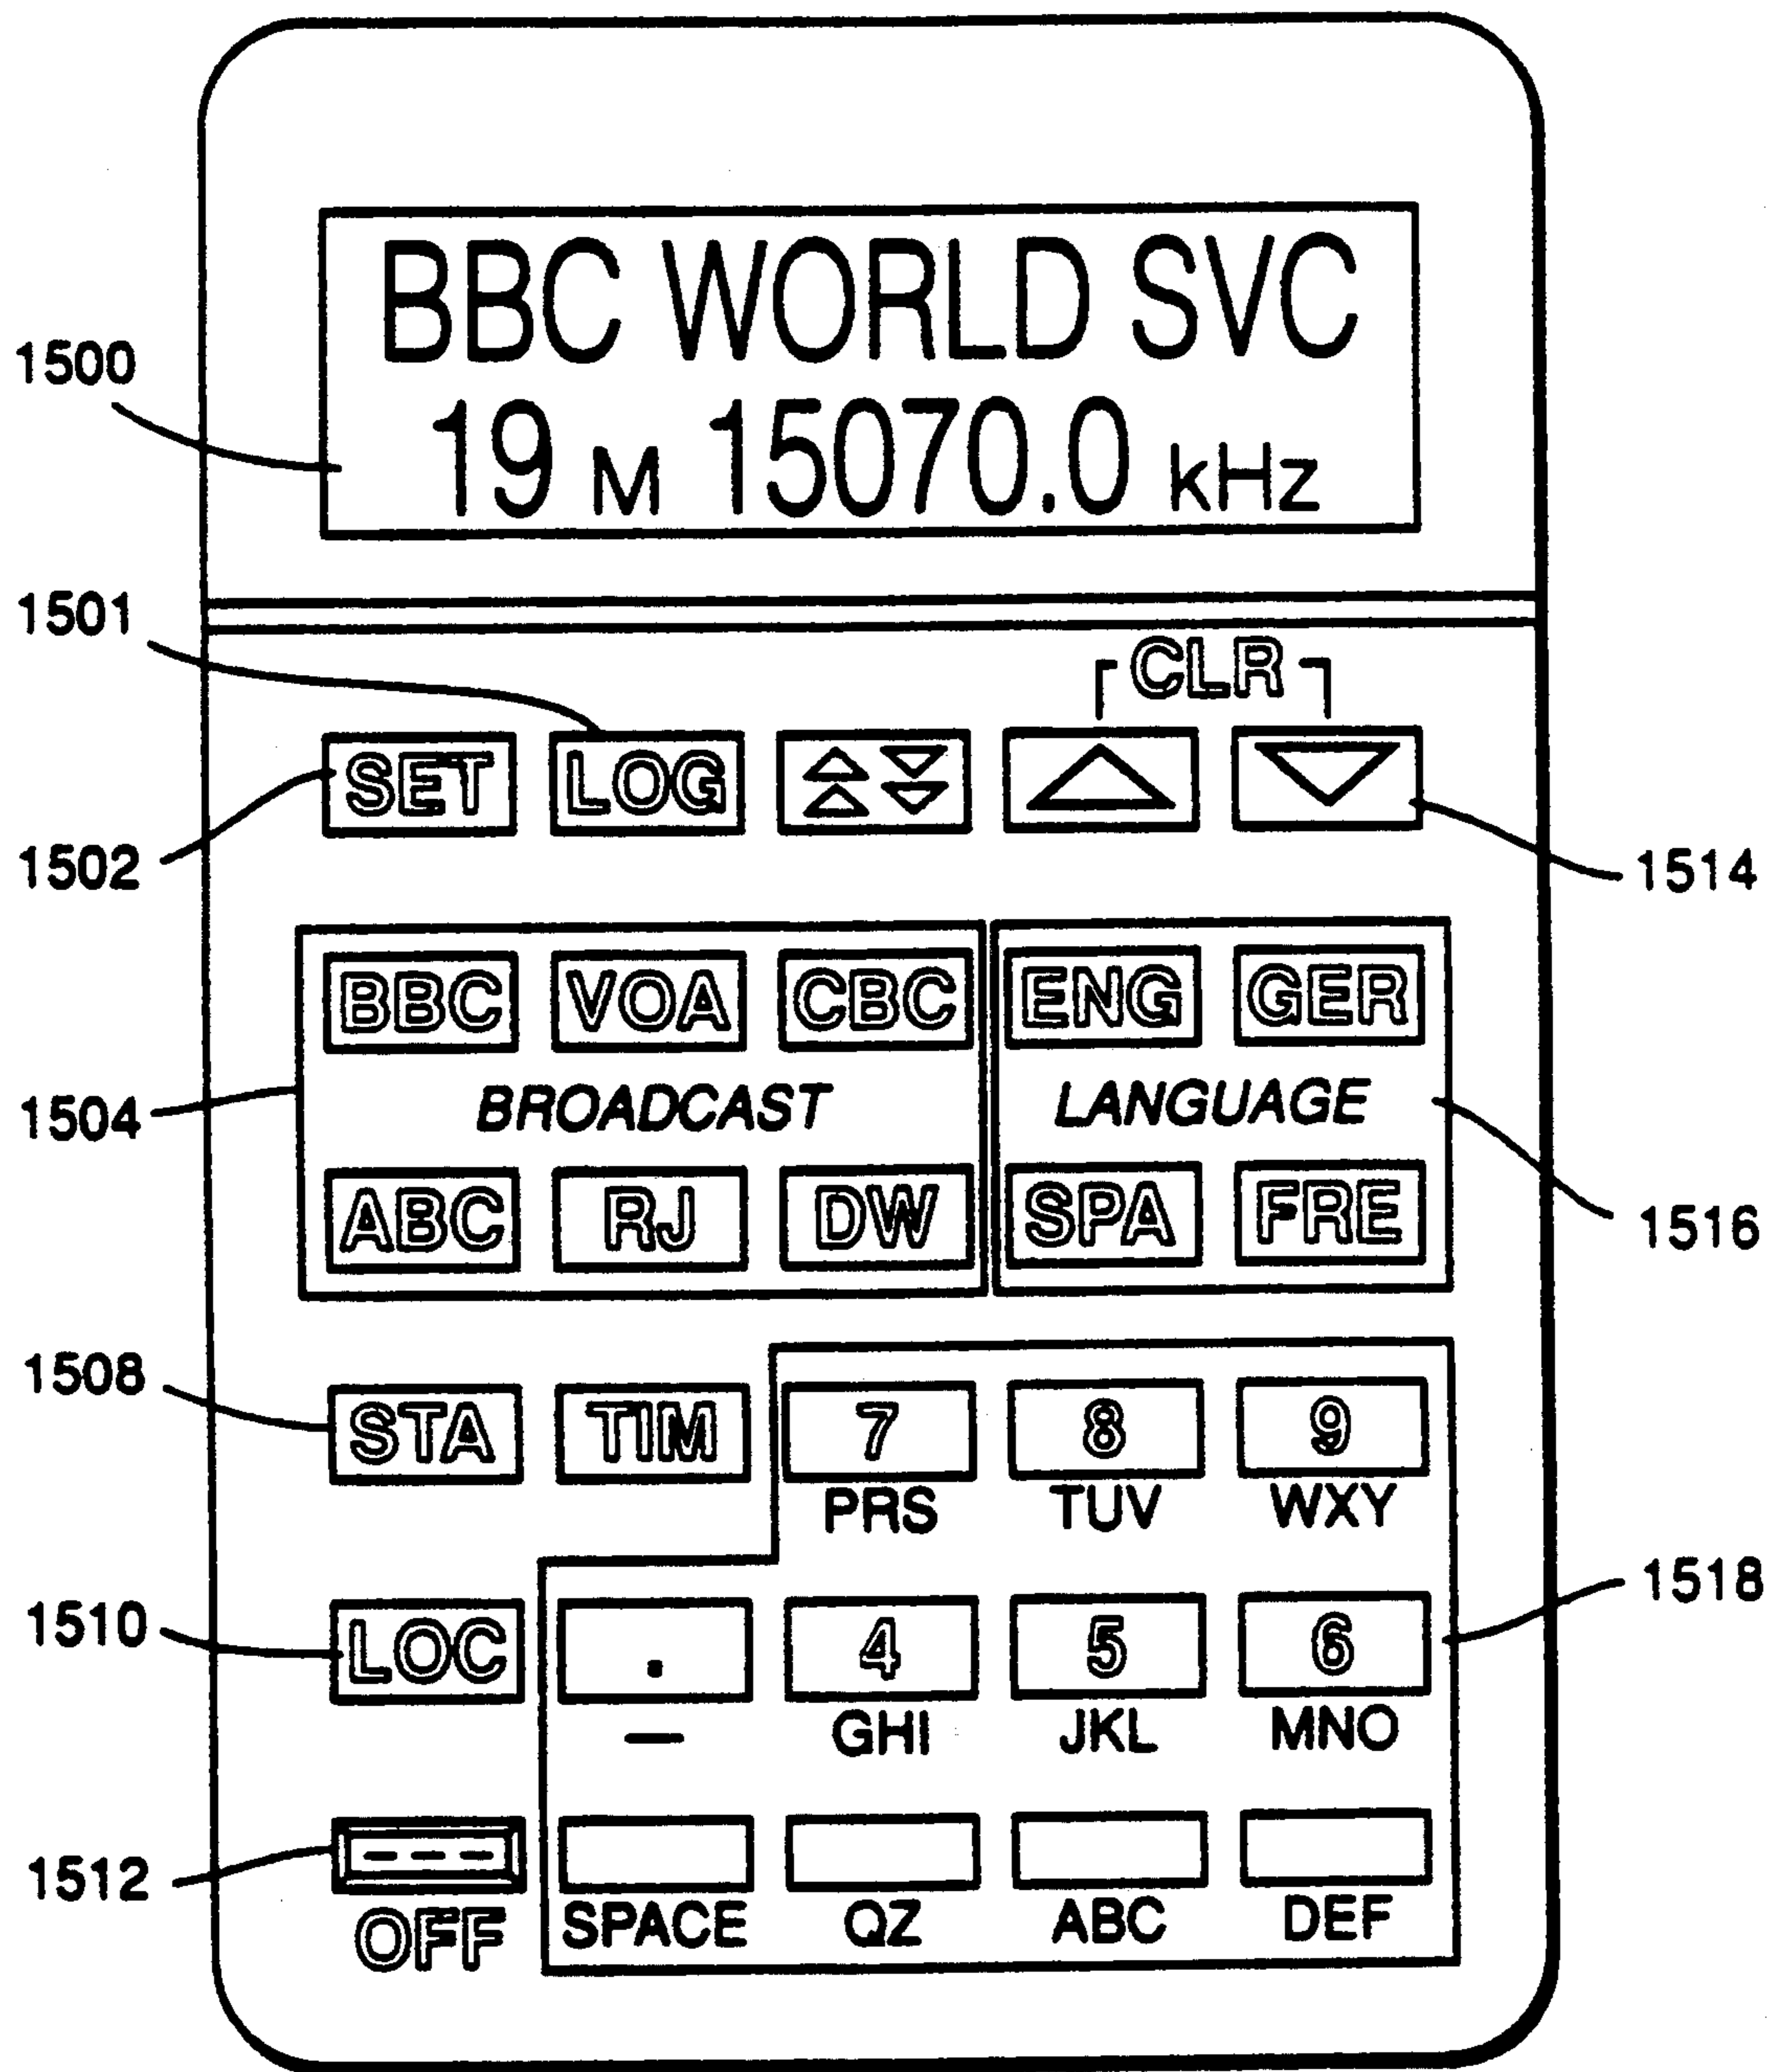 BBC WORLD SVC
1500
19 M 15070.0 kHz
1501
CLR
SET LOG
1502
1514
BBC VOA CBC ENG GER
1504
BROADCAST LANGUAGE
ABC RJ DW SPA FRE
1516
1508
STA TIM 7 8 9
PRS TUV WXY
1518
1510
LOC . 4 5 6
— GHI JKL MNO
1512
---
OFF SPACE QZ ABC DEF